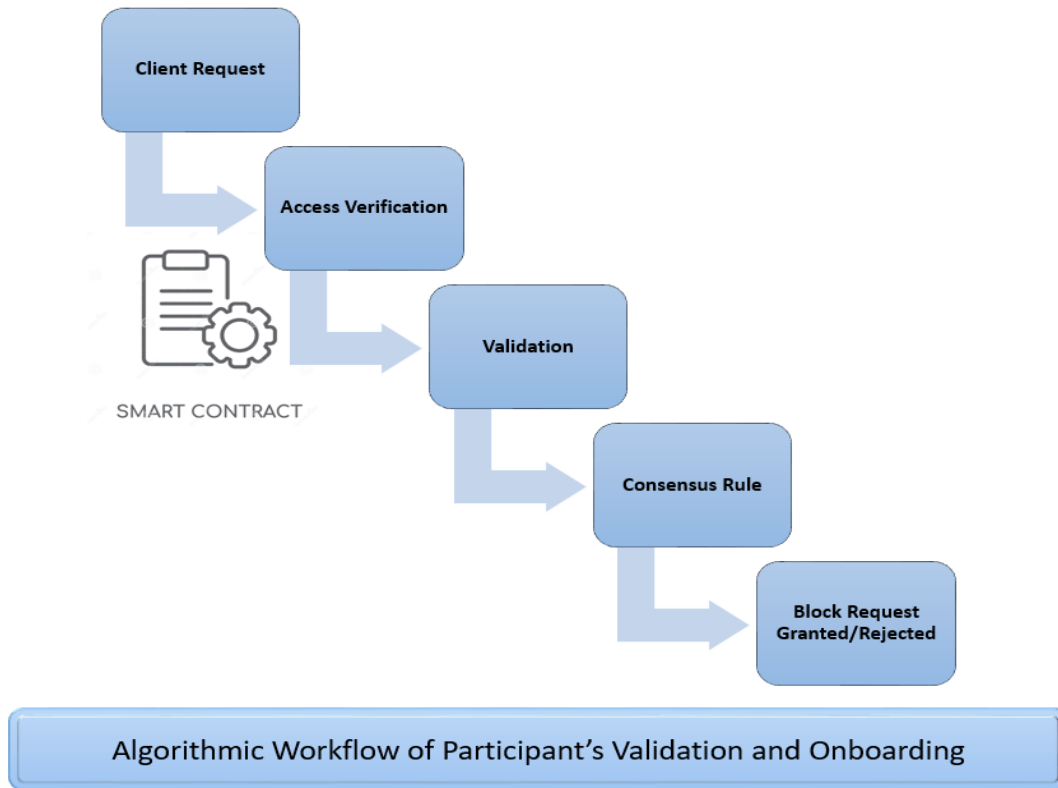 Client Request
Access Verification
SMART CONTRACT
Validation
Consensus Rule
Block Request
Granted/Rejected
Algorithmic Workflow of Participant’s Validation and Onboarding